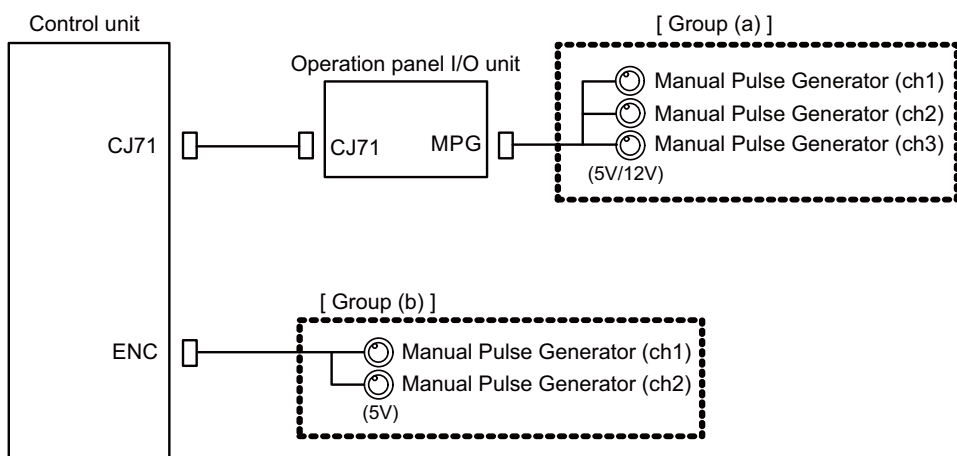 Control unit
[ Group (a) ]
Operation panel I/O unit
Manual Pulse Generator (ch1)
Manual Pulse Generator (ch2)
CJ71
CJ71
MPG
Manual Pulse Generator (ch3)
(5V/12V)
[ Group (b) ]
ENC
Manual Pulse Generator (ch1)
Manual Pulse Generator (ch2)
(5V)